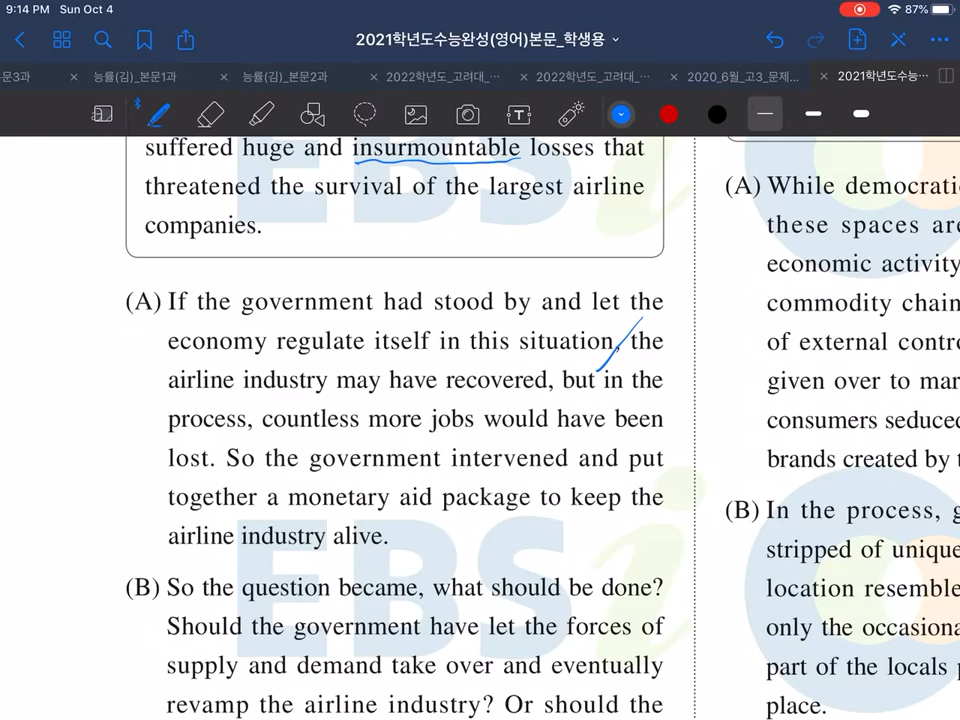 9:14 PM Sun Oct 4 87%
2021학년도수능완성(영어)본문_학생용
문3과 능률(김)_본문1과 능률(김)_본문2과 2022학년도_고려대_... 2022학년도_고려대_... 2020_6월_고3_문제... 2021학년도수능...
suffered huge and insurmountable losses that
threatened the survival of the largest airline
companies.
(A) If the government had stood by and let the
economy regulate itself in this situation, the
airline industry may have recovered, but in the
process, countless more jobs would have been
lost. So the government intervened and put
together a monetary aid package to keep the
airline industry alive.
(B) So the question became, what should be done?
Should the government have let the forces of
supply and demand take over and eventually
revamp the airline industry? Or should the
(A) While democrati
these spaces are
economic activity
commodity chain
of external contro
given over to mar
consumers seduced
brands created by t
(B) In the process, g
stripped of unique
location resemble
only the occasiona
part of the locals p
place.
EBSi
EBSi